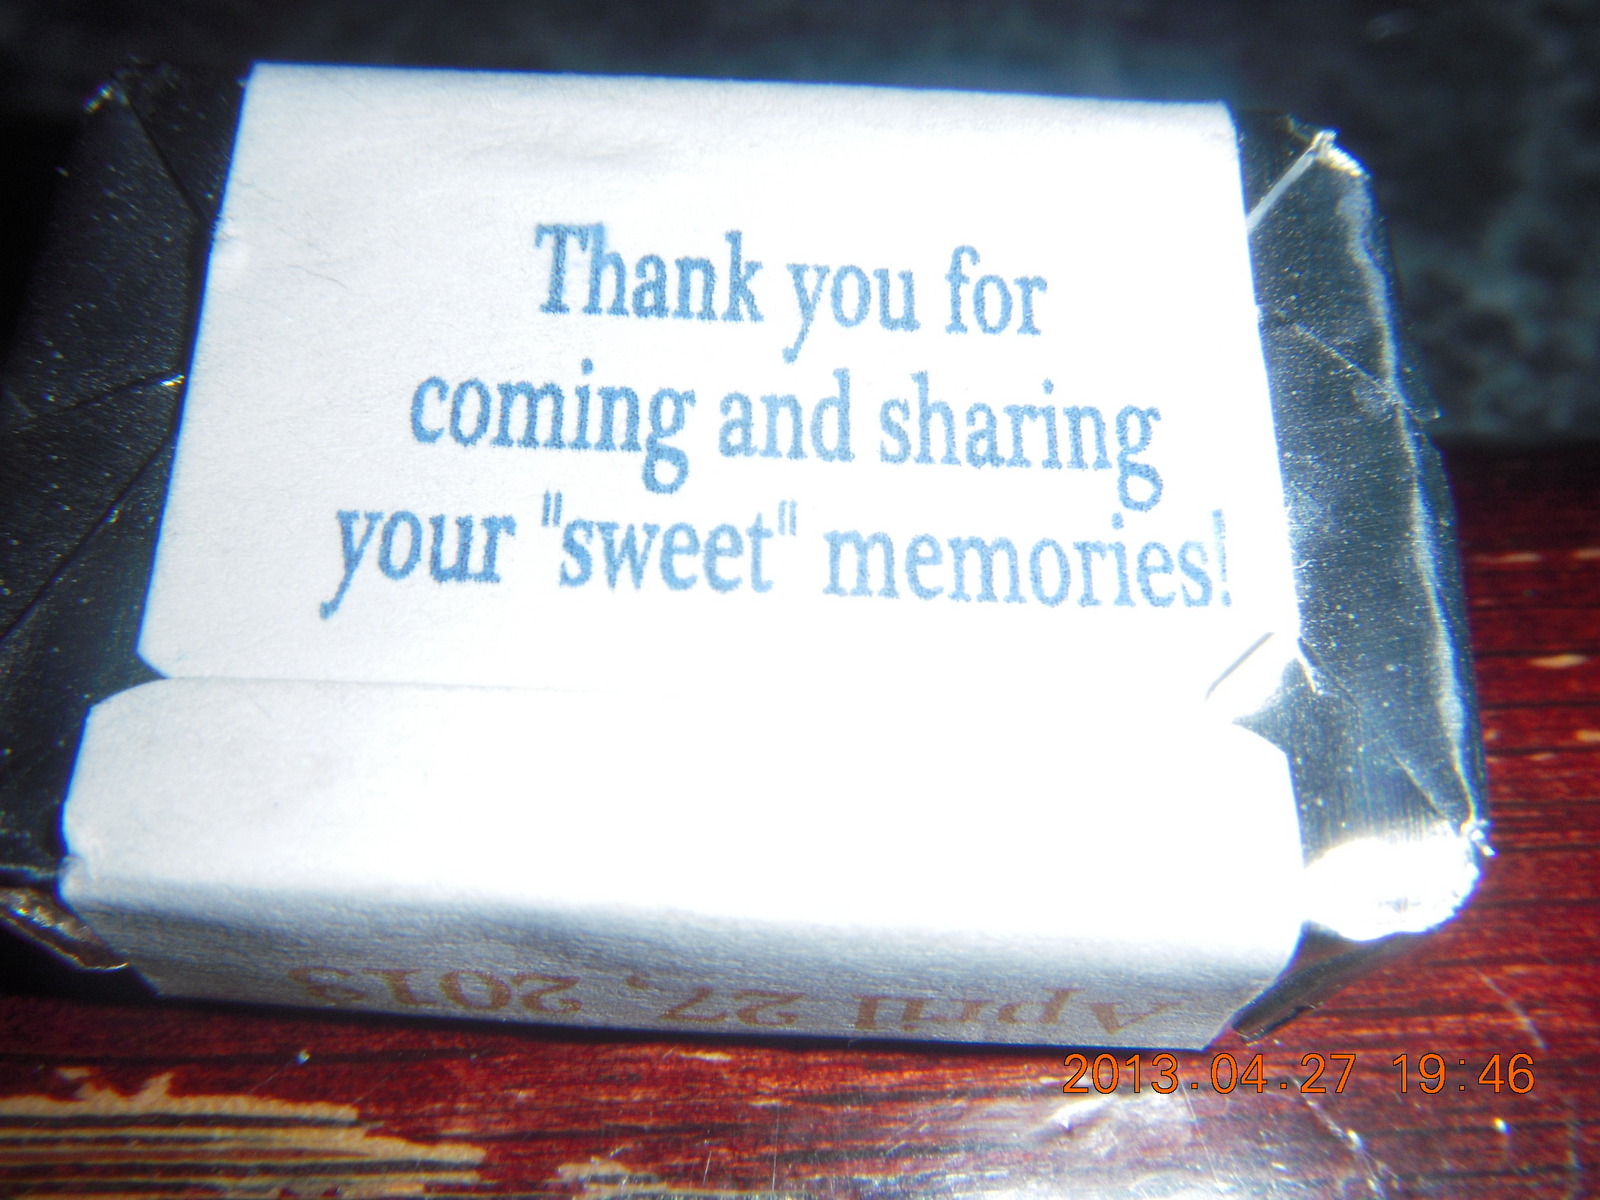 Thank you for
coming and sharing
your "sweet" memories!
April 27, 2013
2013.04.27 19:46